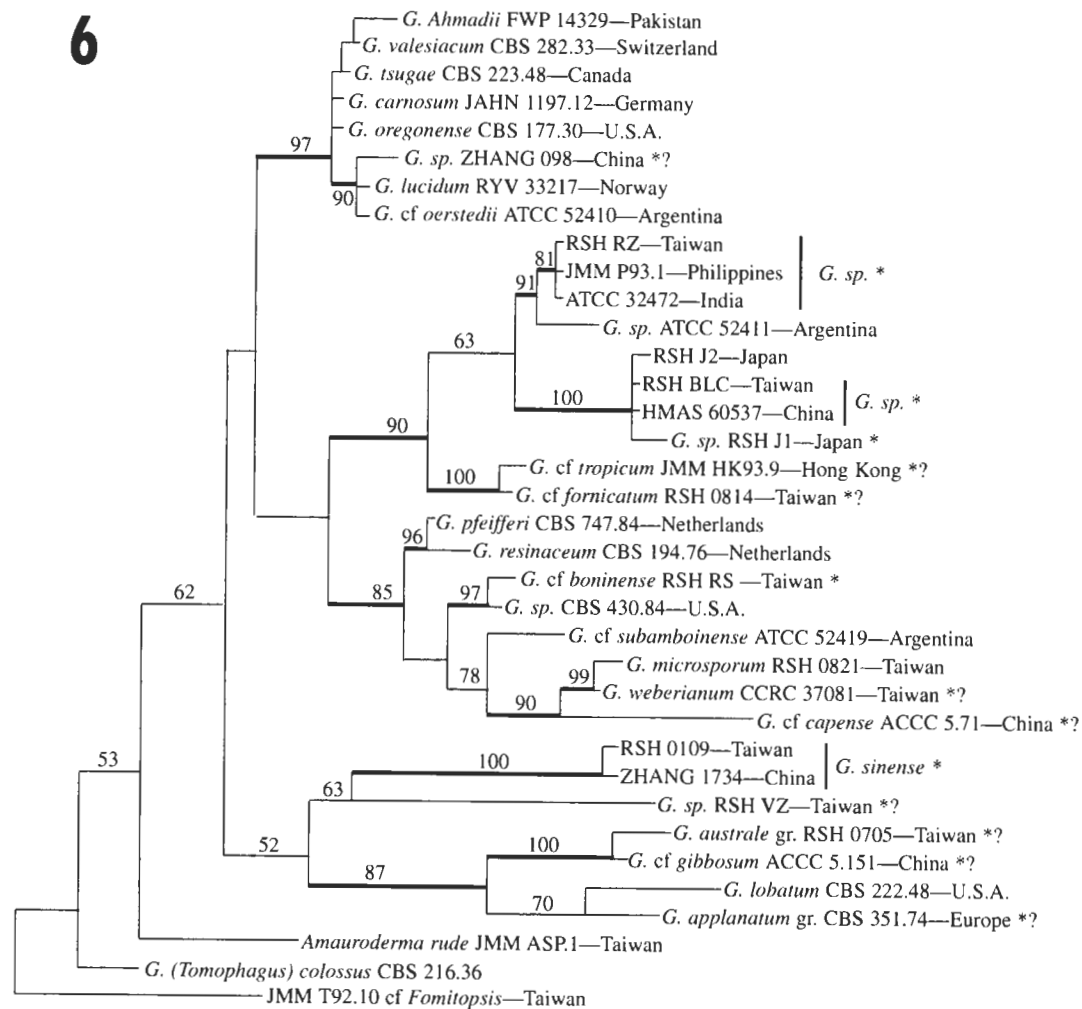 6
G. Ahmadii FWP 14329—Pakistan
G. valesiacum CBS 282.33—Switzerland
G. tsugae CBS 223.48—Canada
G. carnosum JAHN 1197.12—Germany
97
G. oregonense CBS 177.30—U.S.A.
G. sp. ZHANG 098—China *?
G. lucidum RYV 33217—Norway
90
G. cf oerstedii ATCC 52410—Argentina
RSH RZ—Taiwan
81
JMM P93.1—Philippines
G. sp. *
91
ATCC 32472—India
G. sp. ATCC 52411—Argentina
63
RSH J2—Japan
RSH BLC—Taiwan
100
HMAS 60537—China
G. sp. *
90
G. sp. RSH J1—Japan *
G. cf tropicum JMM HK93.9—Hong Kong *?
100
G. cf fornicatum RSH 0814—Taiwan *?
G. pfeifferi CBS 747.84—Netherlands
96
G. resinaceum CBS 194.76—Netherlands
G. cf boninense RSH RS —Taiwan *
62
85
97
G. sp. CBS 430.84—U.S.A.
G. cf subamboinense ATCC 52419—Argentina
G. microsporum RSH 0821—Taiwan
78
99
G. weberianum CCRC 37081—Taiwan *?
90
G. cf capense ACCC 5.71—China *?
RSH 0109—Taiwan
53
100
ZHANG 1734—China
G. sinense *
63
G. sp. RSH VZ—Taiwan *?
G. australe gr. RSH 0705—Taiwan *?
52
100
G. cf gibbosum ACCC 5.151—China *?
87
G. lobatum CBS 222.48—U.S.A.
70
G. applanatum gr. CBS 351.74—Europe *?
Amauroderma rude JMM ASP.1—Taiwan
G. (Tomophagus) colossus CBS 216.36
JMM T92.10 cf Fomitopsis—Taiwan